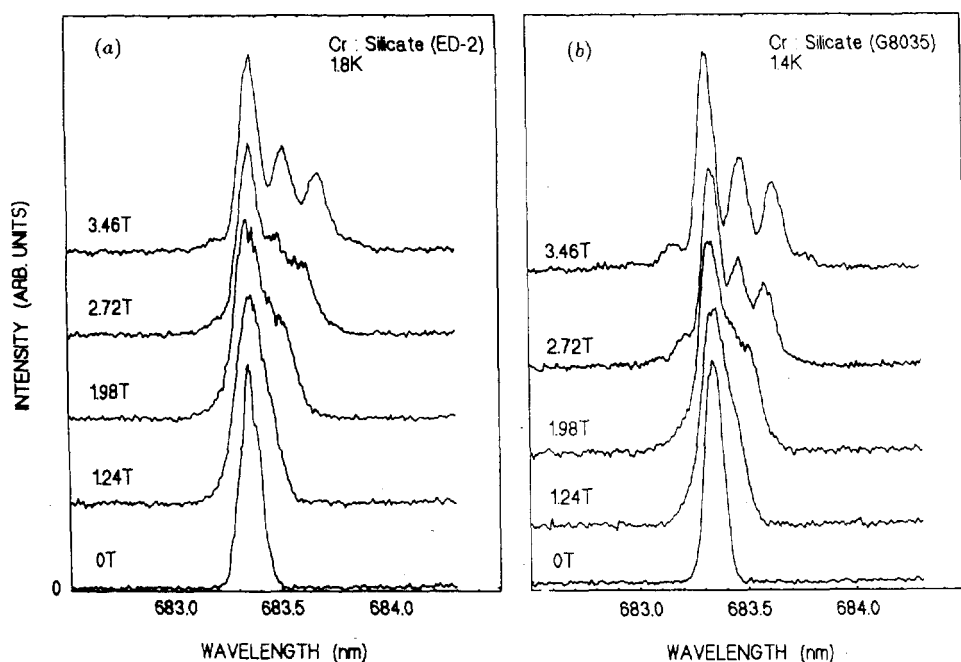 (a)
Cr : Silicate (ED-2)
1.8K
3.46T
2.72T
1.98T
1.24T
0T
0
INTENSITY (ARB. UNITS)
683.0 683.5 684.0
WAVELENGTH (nm)
(b)
Cr : Silicate (G8035)
1.4K
3.46T
2.72T
1.98T
1.24T
0T
683.0 683.5 684.0
WAVELENGTH (nm)